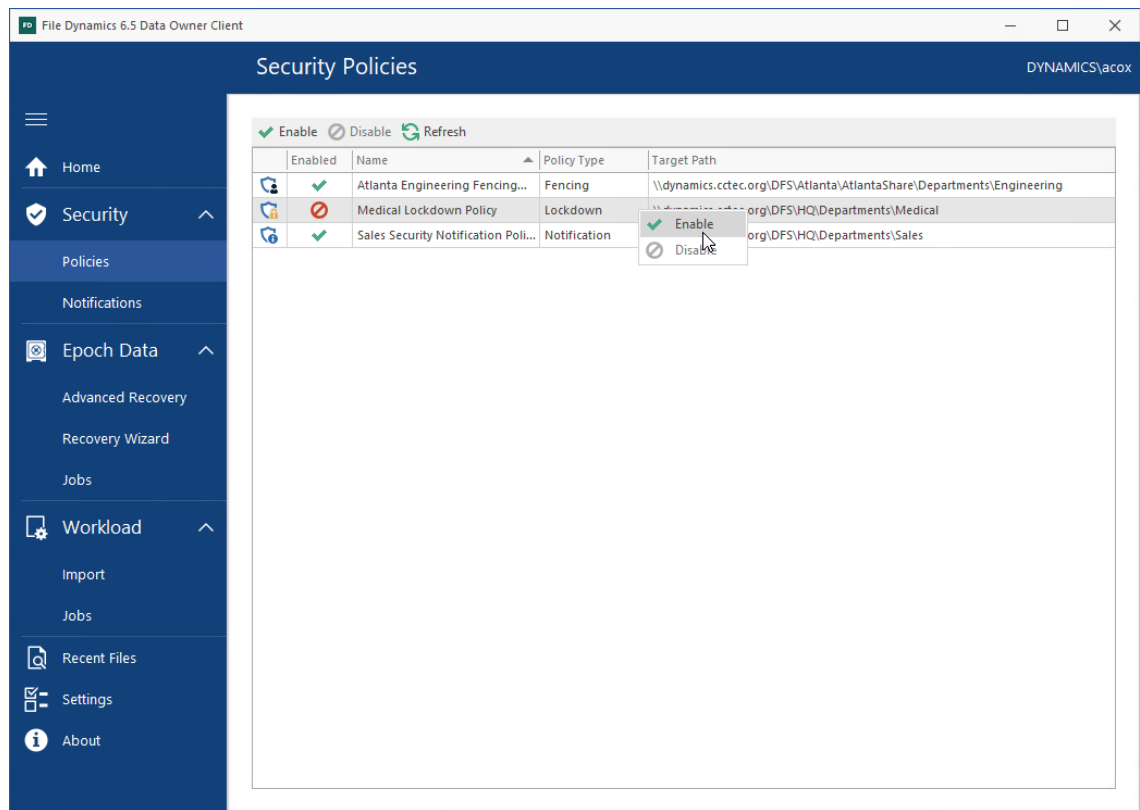 FD File Dynamics 6.5 Data Owner Client
Security Policies
DYNAMICS\acox
Home
Security
Policies
Notifications
Epoch Data
Advanced Recovery
Recovery Wizard
Jobs
Workload
Import
Jobs
Recent Files
Settings
About
Enable Disable Refresh
Enabled Name Policy Type Target Path
Atlanta Engineering Fencing... Fencing \\dynamics.cctec.org\DFS\Atlanta\AtlantaShare\Departments\Engineering
Medical Lockdown Policy Lockdown \\dynamics.cctec.org\DFS\HQ\Departments\Medical
Sales Security Notification Poli... Notification org\DFS\HQ\Departments\Sales
Enable
Disable